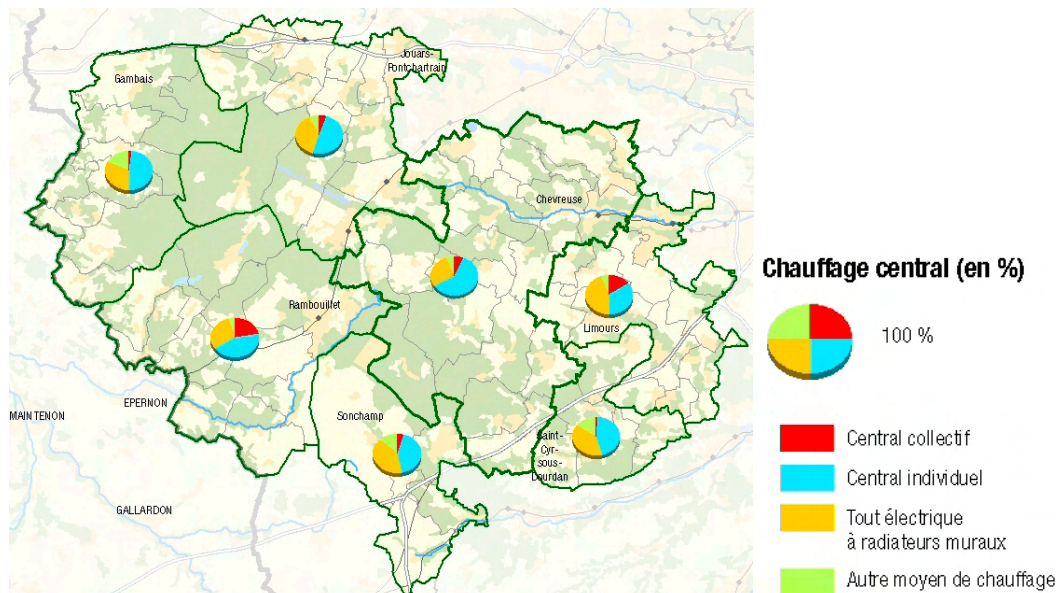 Jouars-
Pontchartrain
Gambais
Chevreuse
Rambouillet
Limours
EPERNON
MAINTENON
Sonchamp
Saint-
Cyr-
sous-
Dourdan
GALLARDON
Chauffage central (en %)
100 %
Central collectif
Central individuel
Tout électrique
à radiateurs muraux
Autre moyen de chauffage